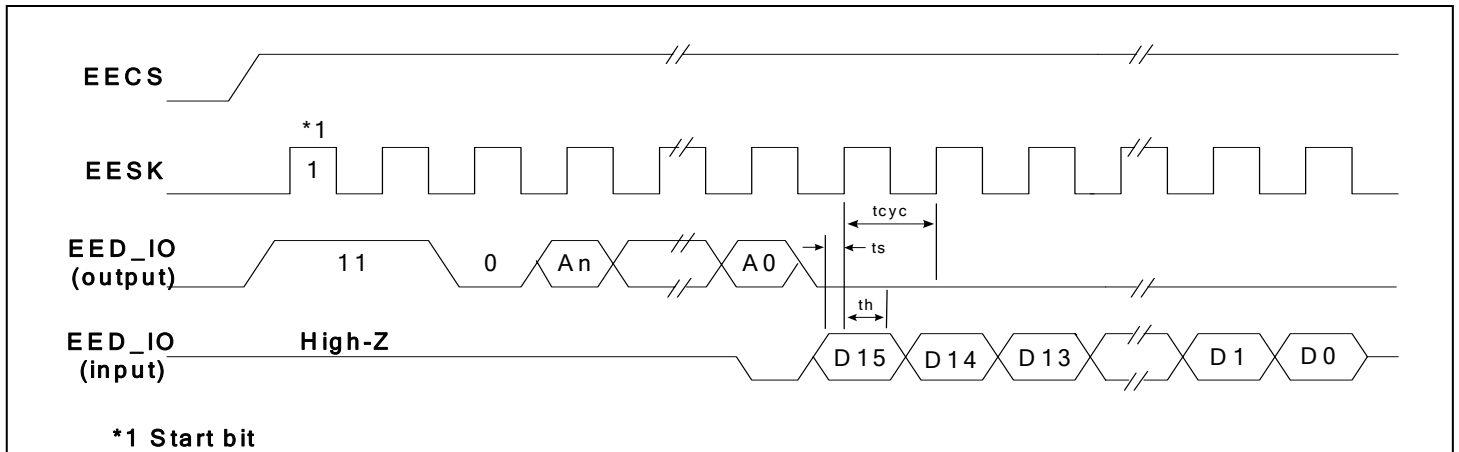 EECS
*1
EESK
1
tcyc
EED_IO
(output)
11
0
An
A0
ts
th
EED_IO
(input)
High-Z
D15
D14
D13
D1
D0
*1 Start bit